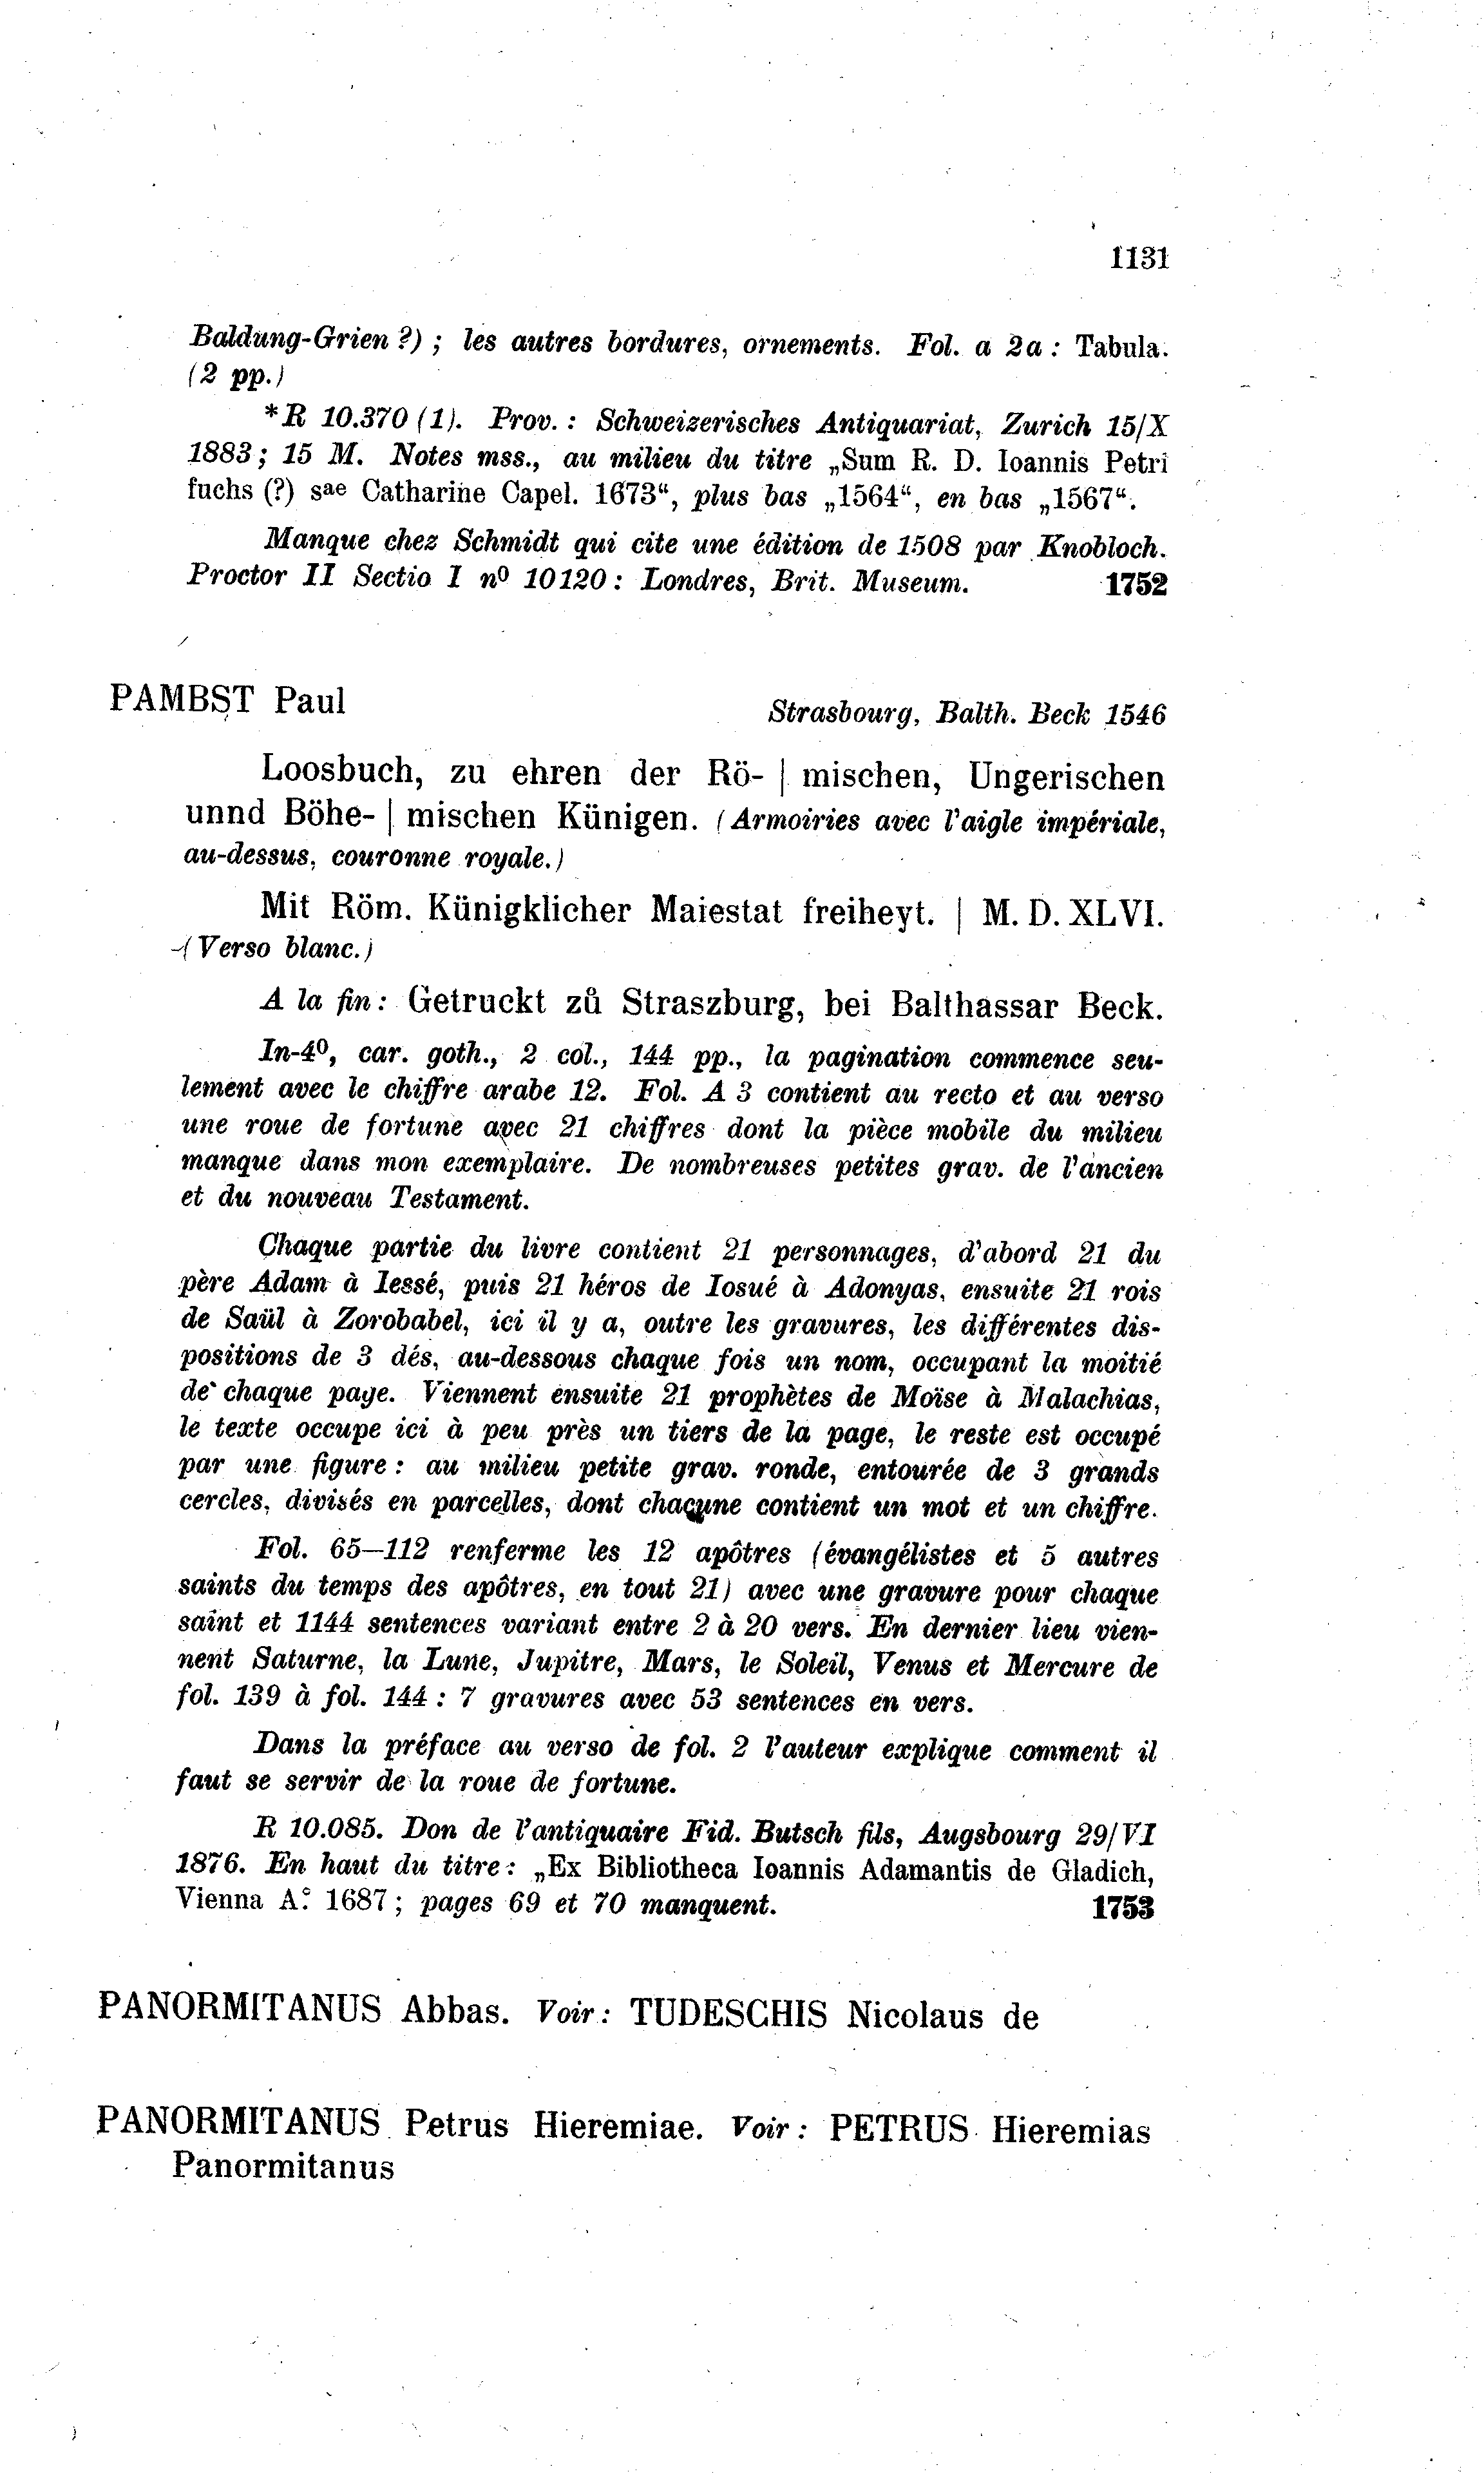 1131
Baldung-Grien ?) ; les autres bordures, ornements. Fol. a 2a : Tabula.
(2 pp.)
*R 10.370 (1). Prov. : Schweizerisches Antiquariat, Zurich 15/X
1883 ; 15 M. Notes mss., au milieu du titre „Sum R. D. Ioannis Petri
fuchs (?) sae Catharine Capel. 1673“, plus bas „1564“, en bas „1567“.
Manque chez Schmidt qui cite une édition de 1508 par Knobloch.
Proctor II Sectio I nº 10120 : Londres, Brit. Museum. 1752
PAMBST Paul
Strasbourg, Balth. Beck 1546
Loosbuch, zu ehren der Rö- | mischen, Ungerischen
unnd Böhe- | mischen Künigen. (Armoiries avec l'aigle impériale,
au-dessus, couronne royale.)
Mit Röm. Künigklicher Maiestat freiheyt. | M. D. XLVI.
(Verso blanc.)
A la fin : Getruckt zů Straszburg, bei Balthassar Beck.
In-4º, car. goth., 2 col., 144 pp., la pagination commence seu-
lement avec le chiffre arabe 12. Fol. A 3 contient au recto et au verso
une roue de fortune avec 21 chiffres dont la pièce mobile du milieu
manque dans mon exemplaire. De nombreuses petites grav. de l'ancien
et du nouveau Testament.
Chaque partie du livre contient 21 personnages, d'abord 21 du
père Adam à Iessé, puis 21 héros de Iosué à Adonyas, ensuite 21 rois
de Saül à Zorobabel, ici il y a, outre les gravures, les différentes dis-
positions de 3 dés, au-dessous chaque fois un nom, occupant la moitié
de chaque page. Viennent ensuite 21 prophètes de Moïse à Malachias,
le texte occupe ici à peu près un tiers de la page, le reste est occupé
par une figure : au milieu petite grav. ronde, entourée de 3 grands
cercles, divisés en parcelles, dont chacune contient un mot et un chiffre.
Fol. 65—112 renferme les 12 apôtres (évangélistes et 5 autres
saints du temps des apôtres, en tout 21) avec une gravure pour chaque
saint et 1144 sentences variant entre 2 à 20 vers. En dernier lieu vien-
nent Saturne, la Lune, Jupitre, Mars, le Soleil, Venus et Mercure de
fol. 139 à fol. 144 : 7 gravures avec 53 sentences en vers.
Dans la préface au verso de fol. 2 l'auteur explique comment il
faut se servir de la roue de fortune.
R 10.085. Don de l'antiquaire Fid. Butsch fils, Augsbourg 29/VI
1876. En haut du titre : „Ex Bibliotheca Ioannis Adamantis de Gladich,
Vienna A.º 1687 ; pages 69 et 70 manquent. 1753
PANORMITANUS Abbas. Voir : TUDESCHIS Nicolaus de
PANORMITANUS Petrus Hieremiae. Voir : PETRUS Hieremias
Panormitanus